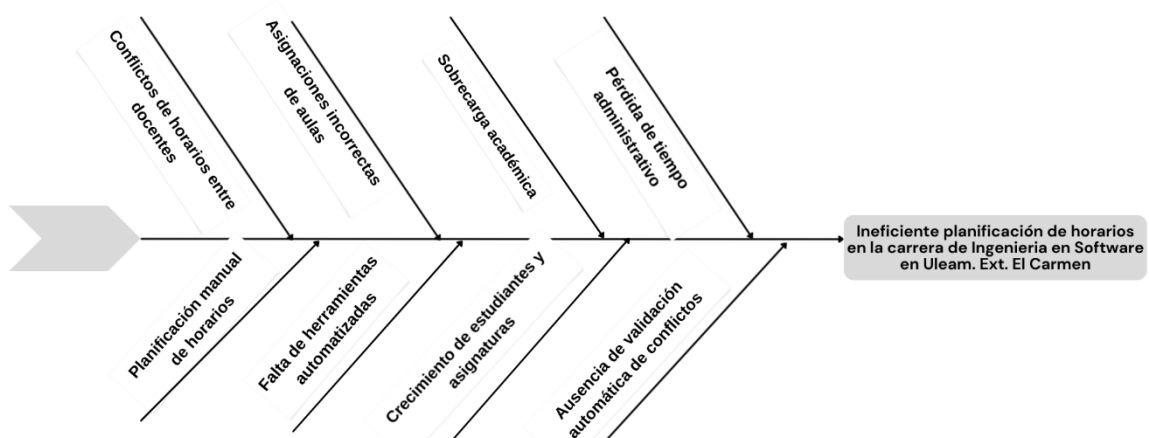 Conflictos de horarios entre
docentes
Asignaciones incorrectas
de aulas
Sobrecarga académica
Pérdida de tiempo
administrativo
Ineficiente planificación de horarios
en la carrera de Ingenieria en Software
en Uleam. Ext. El Carmen
Planificación manual
de horarios
Falta de herramientas
automatizadas
Crecimiento de estudiantes y
asignaturas
Ausencia de validación
automática de conflictos